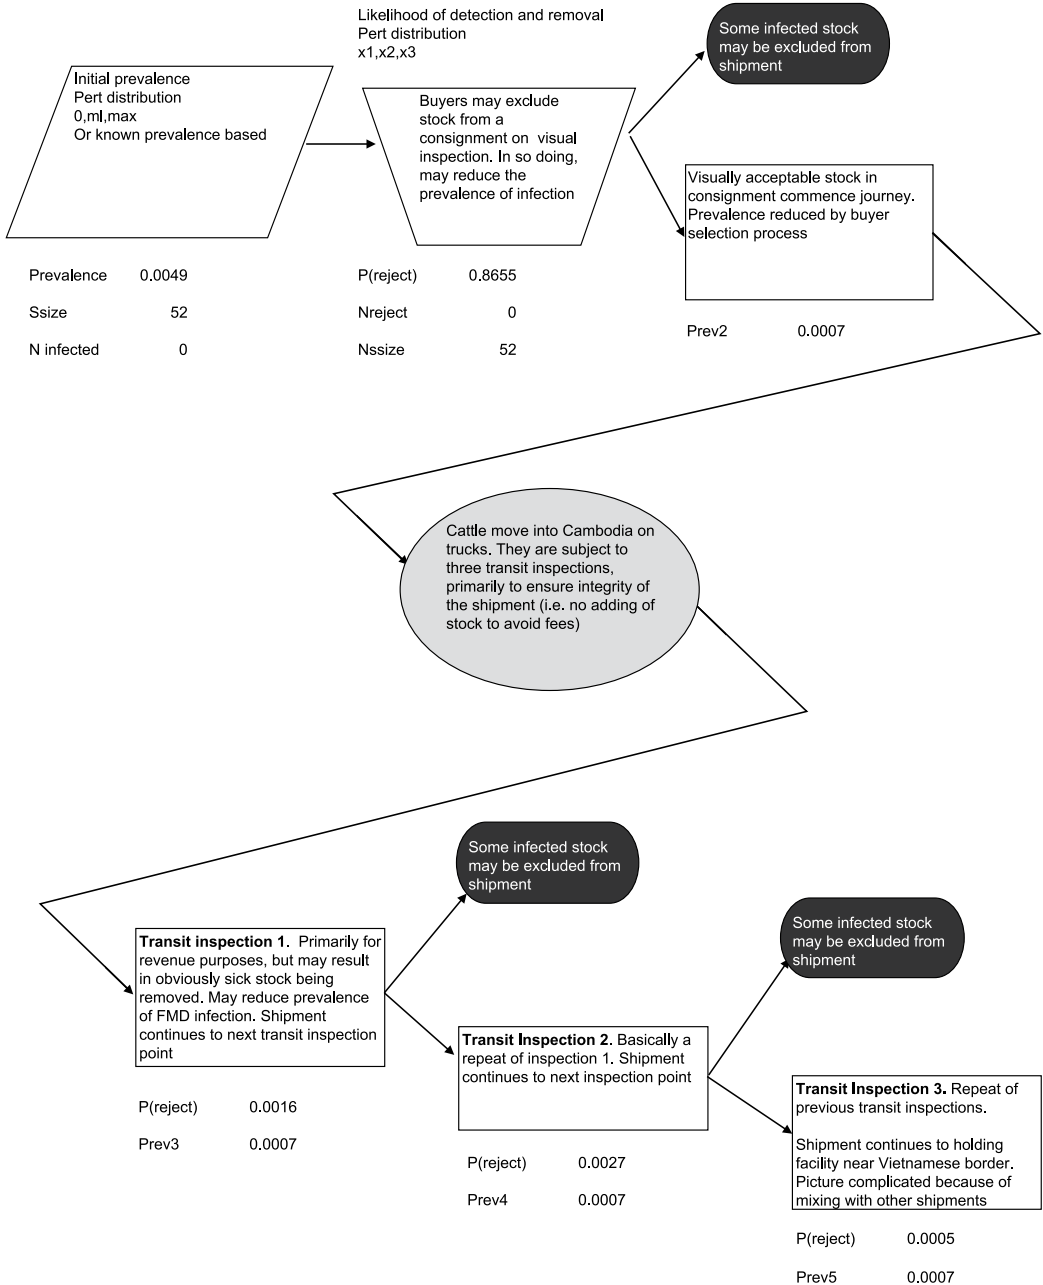 Likelihood of detection and removal
Pert distribution
x1,x2,x3
Some infected stock
may be excluded from
shipment
Initial prevalence
Pert distribution
0,ml,max
Or known prevalence based
Buyers may exclude
stock from a
consignment on visual
inspection. In so doing,
may reduce the
prevalence of infection
Visually acceptable stock in
consignment commence journey.
Prevalence reduced by buyer
selection process
Prevalence 0.0049
Ssize 52
N infected 0
P(reject) 0.8655
Nreject 0
Nssize 52
Prev2 0.0007
Cattle move into Cambodia on
trucks. They are subject to
three transit inspections,
primarily to ensure integrity of
the shipment (i.e. no adding of
stock to avoid fees)
Some infected stock
may be excluded from
shipment
Some infected stock
may be excluded from
shipment
Transit inspection 1. Primarily for
revenue purposes, but may result
in obviously sick stock being
removed. May reduce prevalence
of FMD infection. Shipment
continues to next transit inspection
point
P(reject) 0.0016
Prev3 0.0007
Transit Inspection 2. Basically a
repeat of inspection 1. Shipment
continues to next inspection point
P(reject) 0.0027
Prev4 0.0007
Transit Inspection 3. Repeat of
previous transit inspections.
Shipment continues to holding
facility near Vietnamese border.
Picture complicated because of
mixing with other shipments
P(reject) 0.0005
Prev5 0.0007